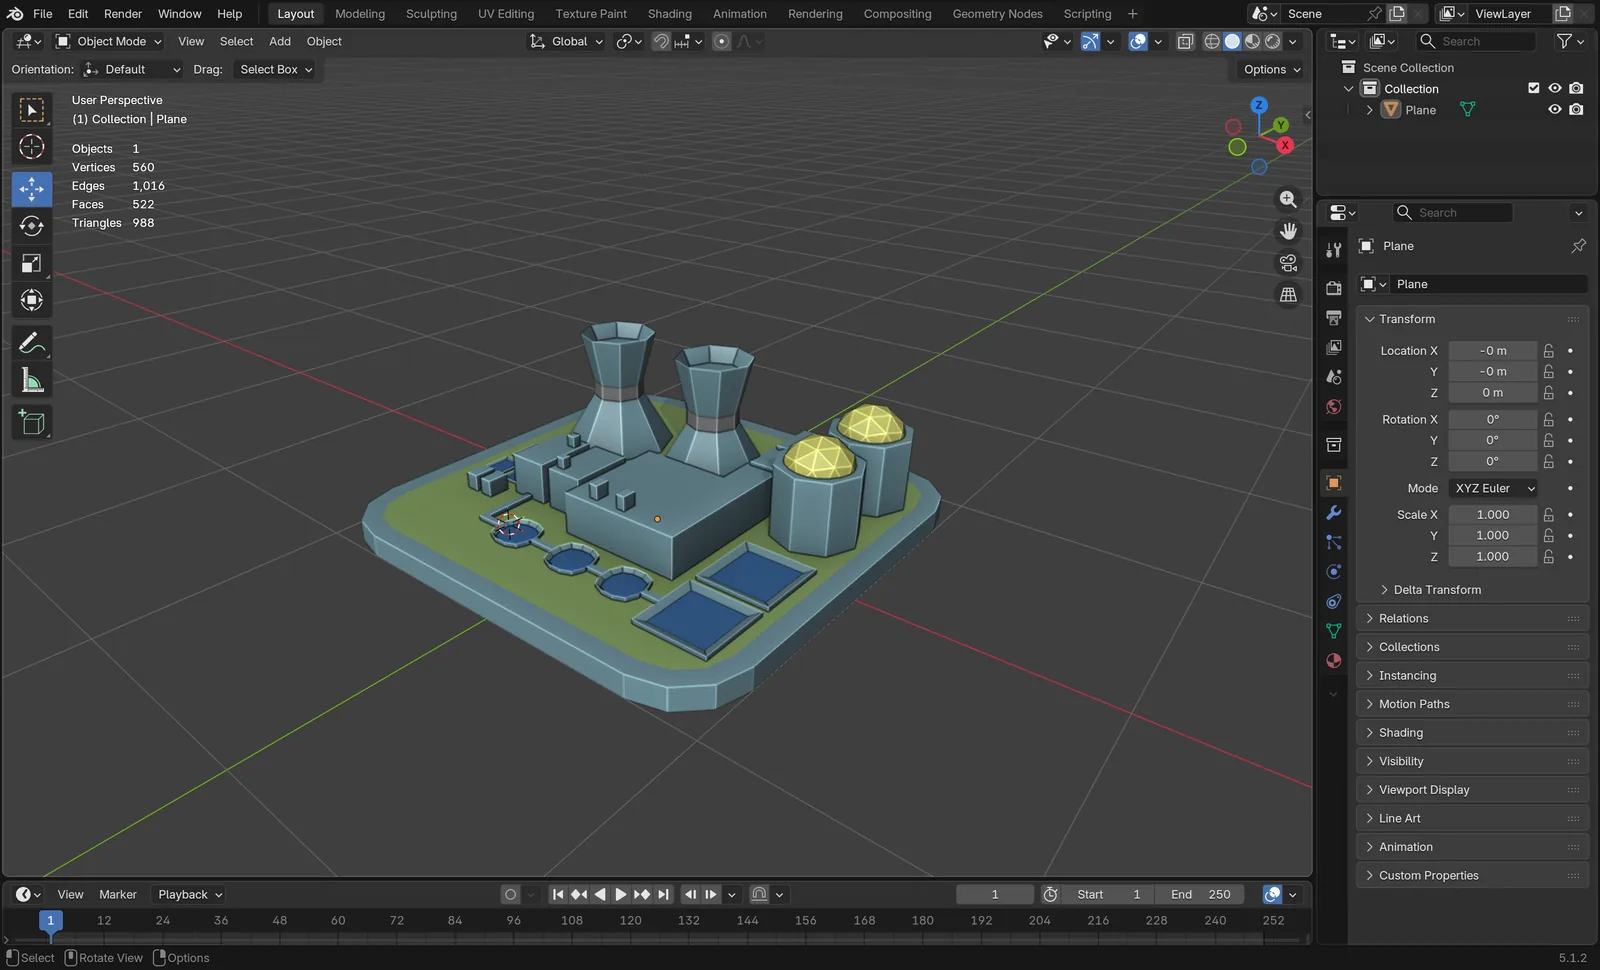 File Edit Render Window Help Layout Modeling Sculpting UV Editing Texture Paint Shading Animation Rendering Compositing Geometry Nodes Scripting + Scene ViewLayer
Object Mode View Select Add Object Global
Orientation: Default Drag: Select Box Options
User Perspective
(1) Collection | Plane
Objects 1
Vertices 560
Edges 1,016
Faces 522
Triangles 988
Z
Y
X
Search
Scene Collection
Collection
Plane
Search
Plane
Plane
Transform
Location X -0 m
Y -0 m
Z 0 m
Rotation X 0°
Y 0°
Z 0°
Mode XYZ Euler
Scale X 1.000
Y 1.000
Z 1.000
Delta Transform
Relations
Collections
Instancing
Motion Paths
Shading
Visibility
Viewport Display
Line Art
Animation
Custom Properties
View Marker Playback 1 Start 1 End 250
1 12 24 36 48 60 72 84 96 108 120 132 144 156 168 180 192 204 216 228 240 252
Select Rotate View Options 5.1.2